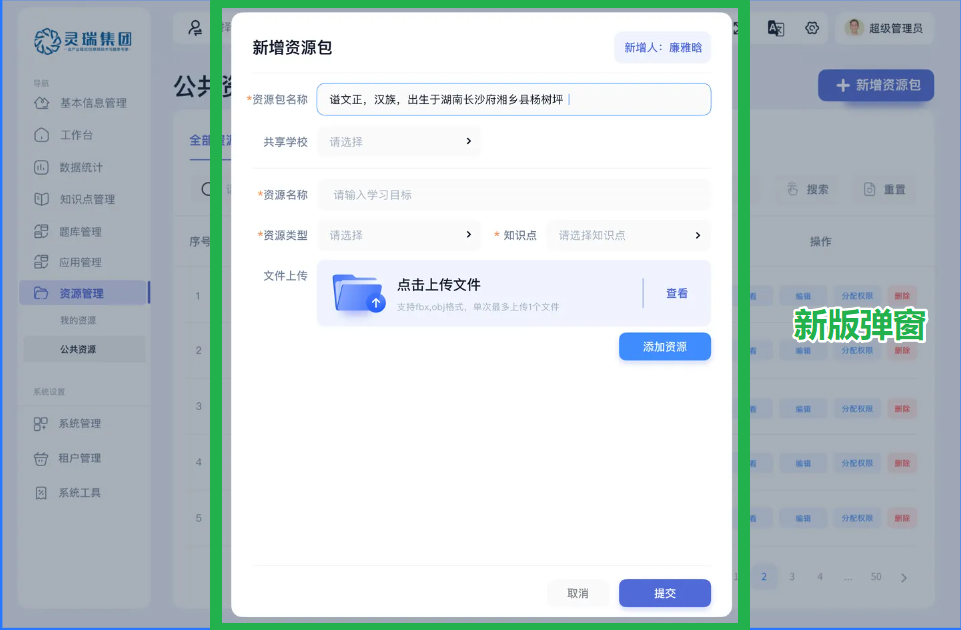 灵瑞集团
导航
基本信息管理
工作台
数据统计
知识点管理
题库管理
应用管理
资源管理
我的资源
公共资源
系统设置
系统管理
租户管理
系统工具
超级管理员
公共资
新增资源包
全部资源
搜索
重置
序号
操作
1
编辑
分配权限
删除
2
编辑
分配权限
删除
3
编辑
分配权限
删除
4
编辑
分配权限
删除
5
编辑
分配权限
删除
1 2 3 4 ... 50
新增资源包
新增人：廉雅晗
*资源包名称 谥文正，汉族，出生于湖南长沙府湘乡县杨树坪
共享学校 请选择
*资源名称 请输入学习目标
*资源类型 请选择 * 知识点 请选择知识点
文件上传 点击上传文件
支持fbx,obj格式，单次最多上传1个文件
查看
添加资源
取消 提交
新版弹窗